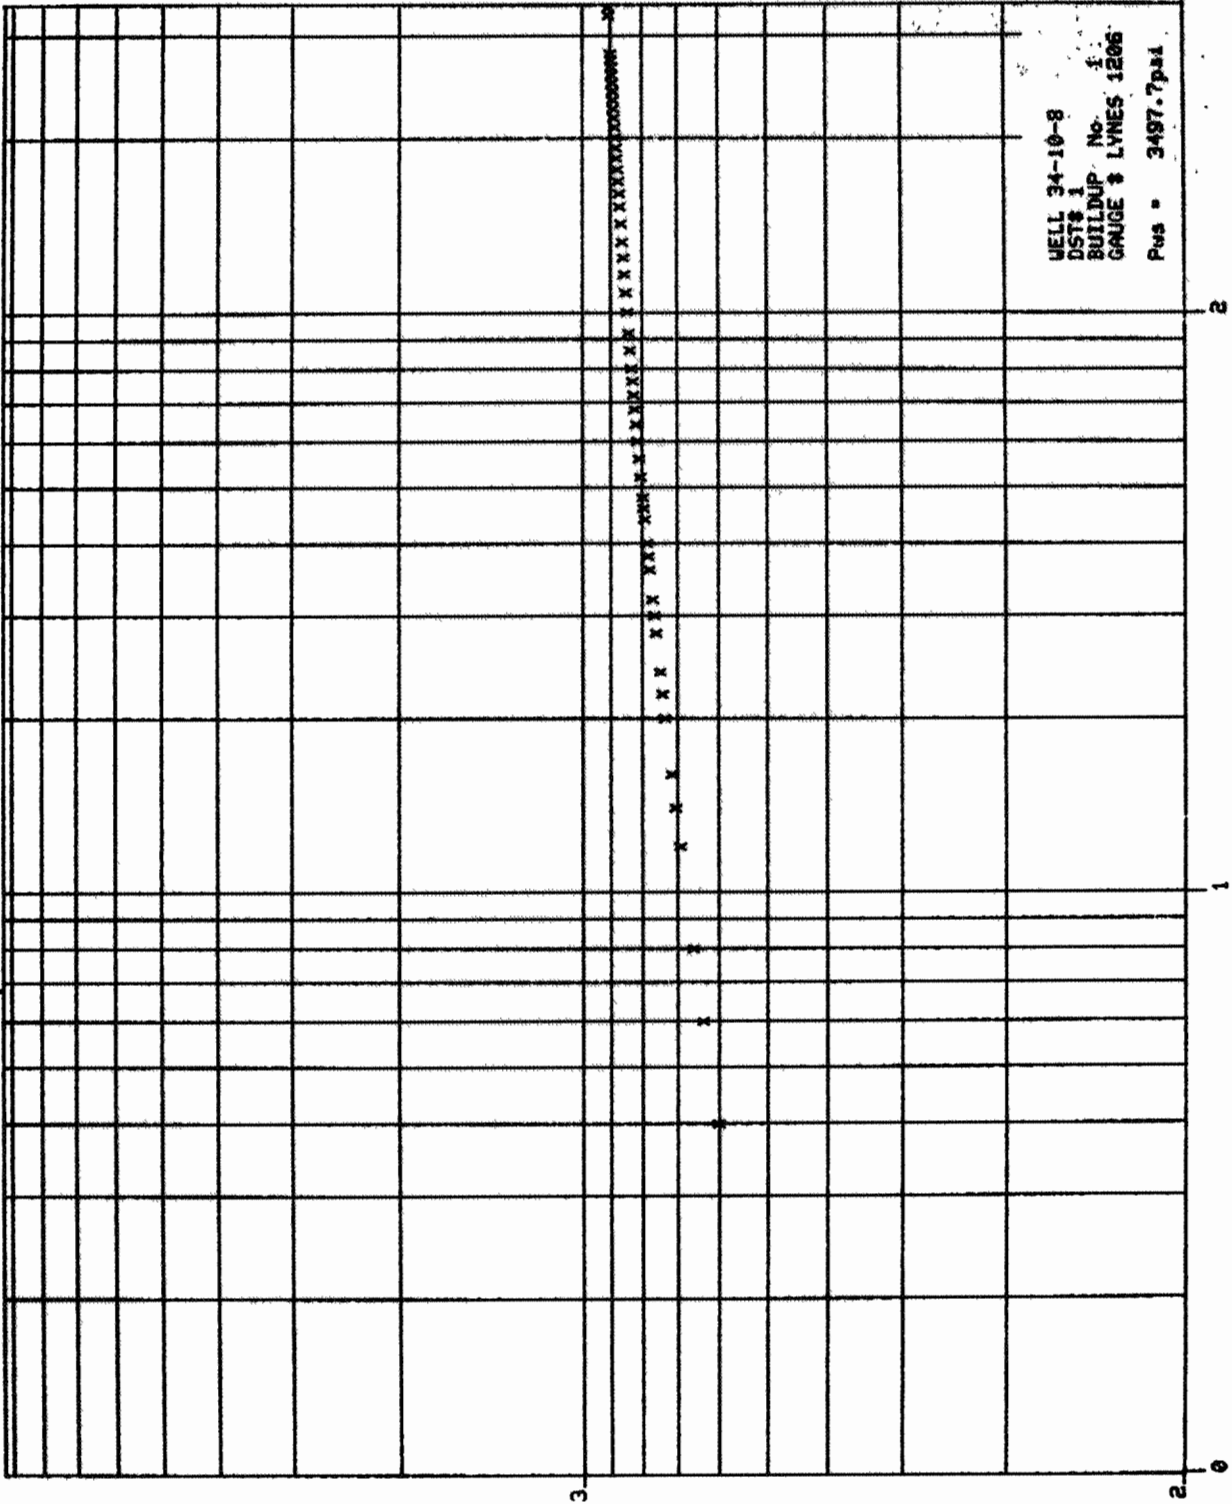 WELL 34-10-8
DST# 1
BUILDUP No. 1.
GAUGE # LYNES 1206
Pws = 3497.7psi
3
2
0
1
2